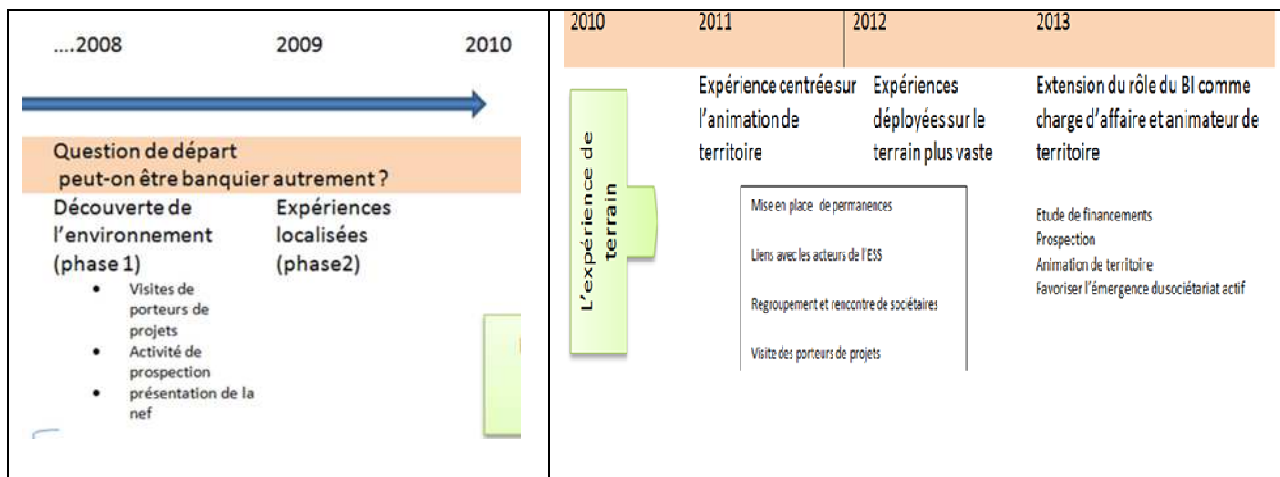 ....2008 2009 2010
Question de départ
peut-on être banquier autrement ?
Découverte de
l'environnement
(phase 1)
Expériences
localisées
(phase2)
• Visites de
porteurs de
projets
• Activité de
prospection
• présentation de la
nef
2010 2011 2012 2013
L'expérience de
terrain
Expérience centrée sur
l'animation de
territoire
Expériences
déployées sur le
terrain plus vaste
Extension du rôle du BI comme
charge d'affaire et animateur de
territoire
Mise en place de permanences
Liens avec les acteurs de l'ESS
Regroupement et rencontre de sociétaires
Visite des porteurs de projets
Etude de financements
Prospection
Animation de territoire
Favoriser l'émergence dusociétariat actif